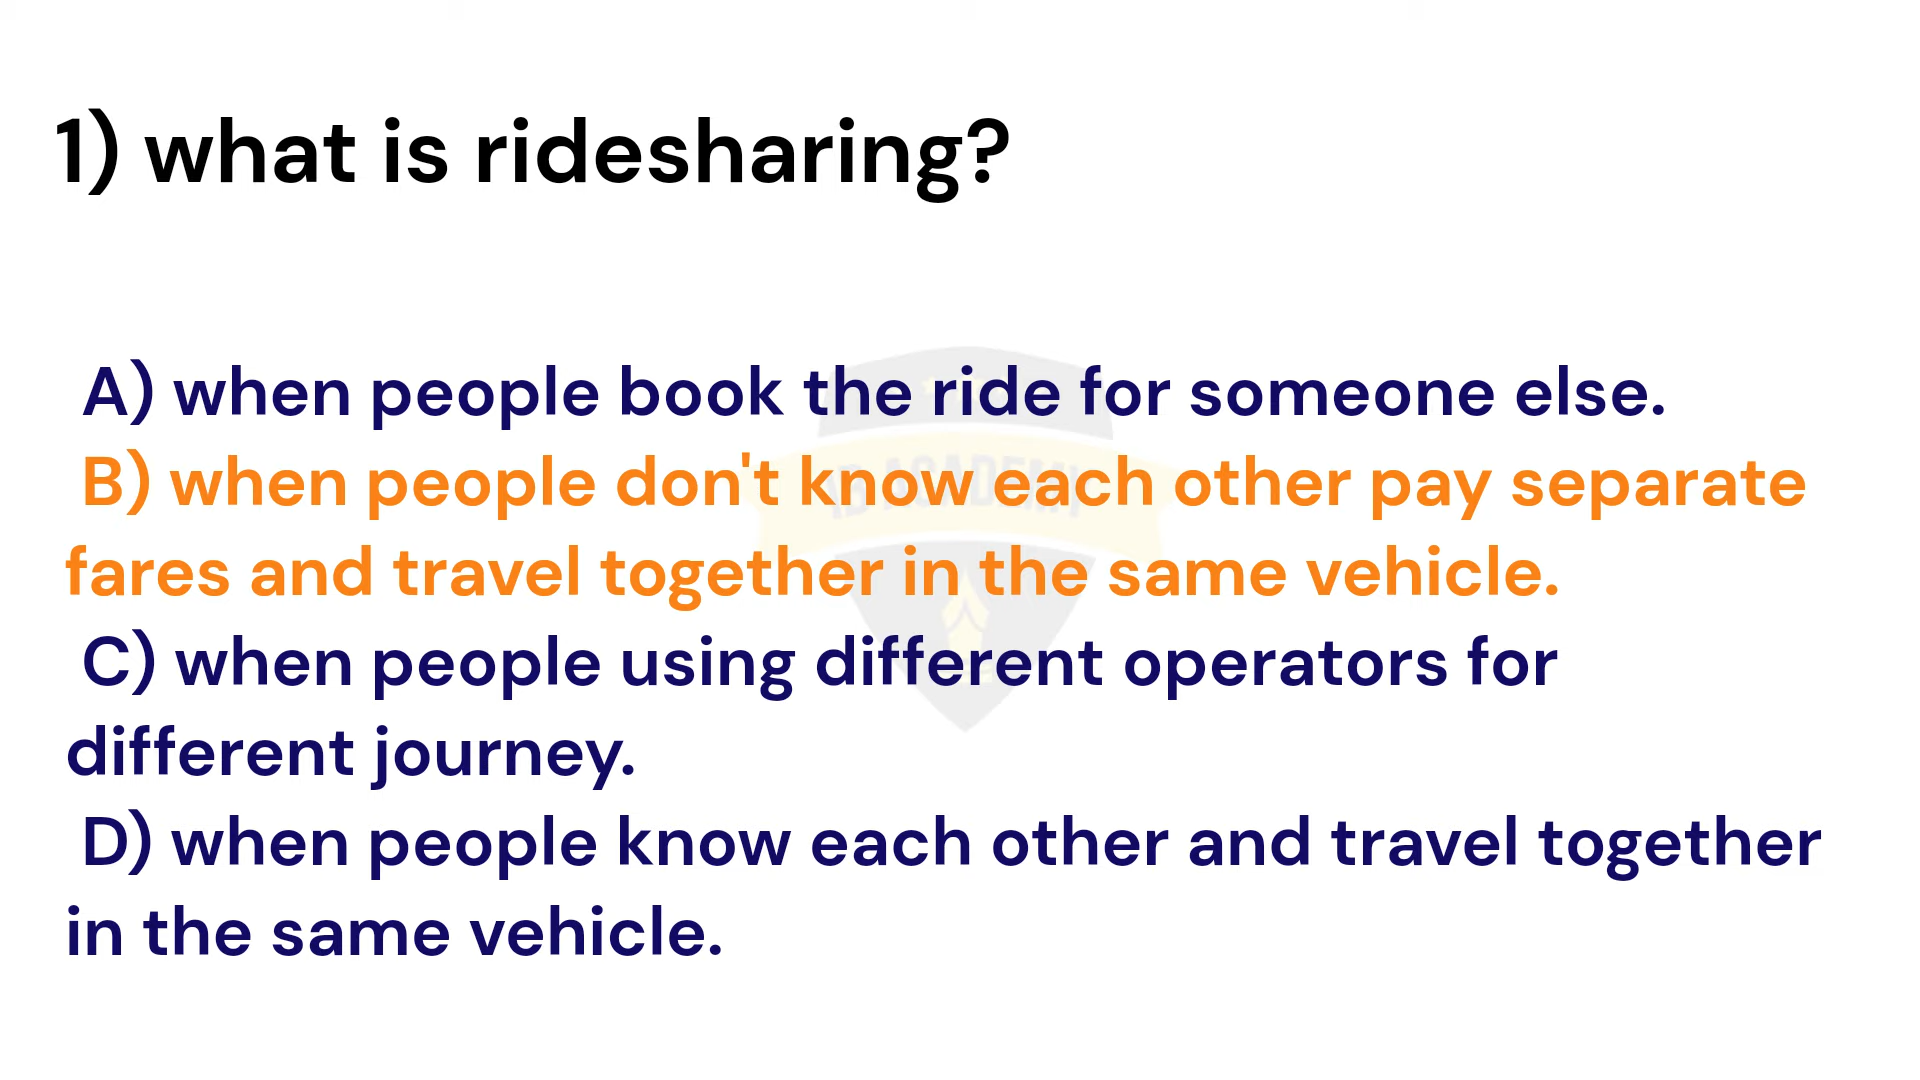 1) what is ridesharing?
A) when people book the ride for someone else.
B) when people don't know each other pay separate
fares and travel together in the same vehicle.
C) when people using different operators for
different journey.
D) when people know each other and travel together
in the same vehicle.
IB ACADEMY